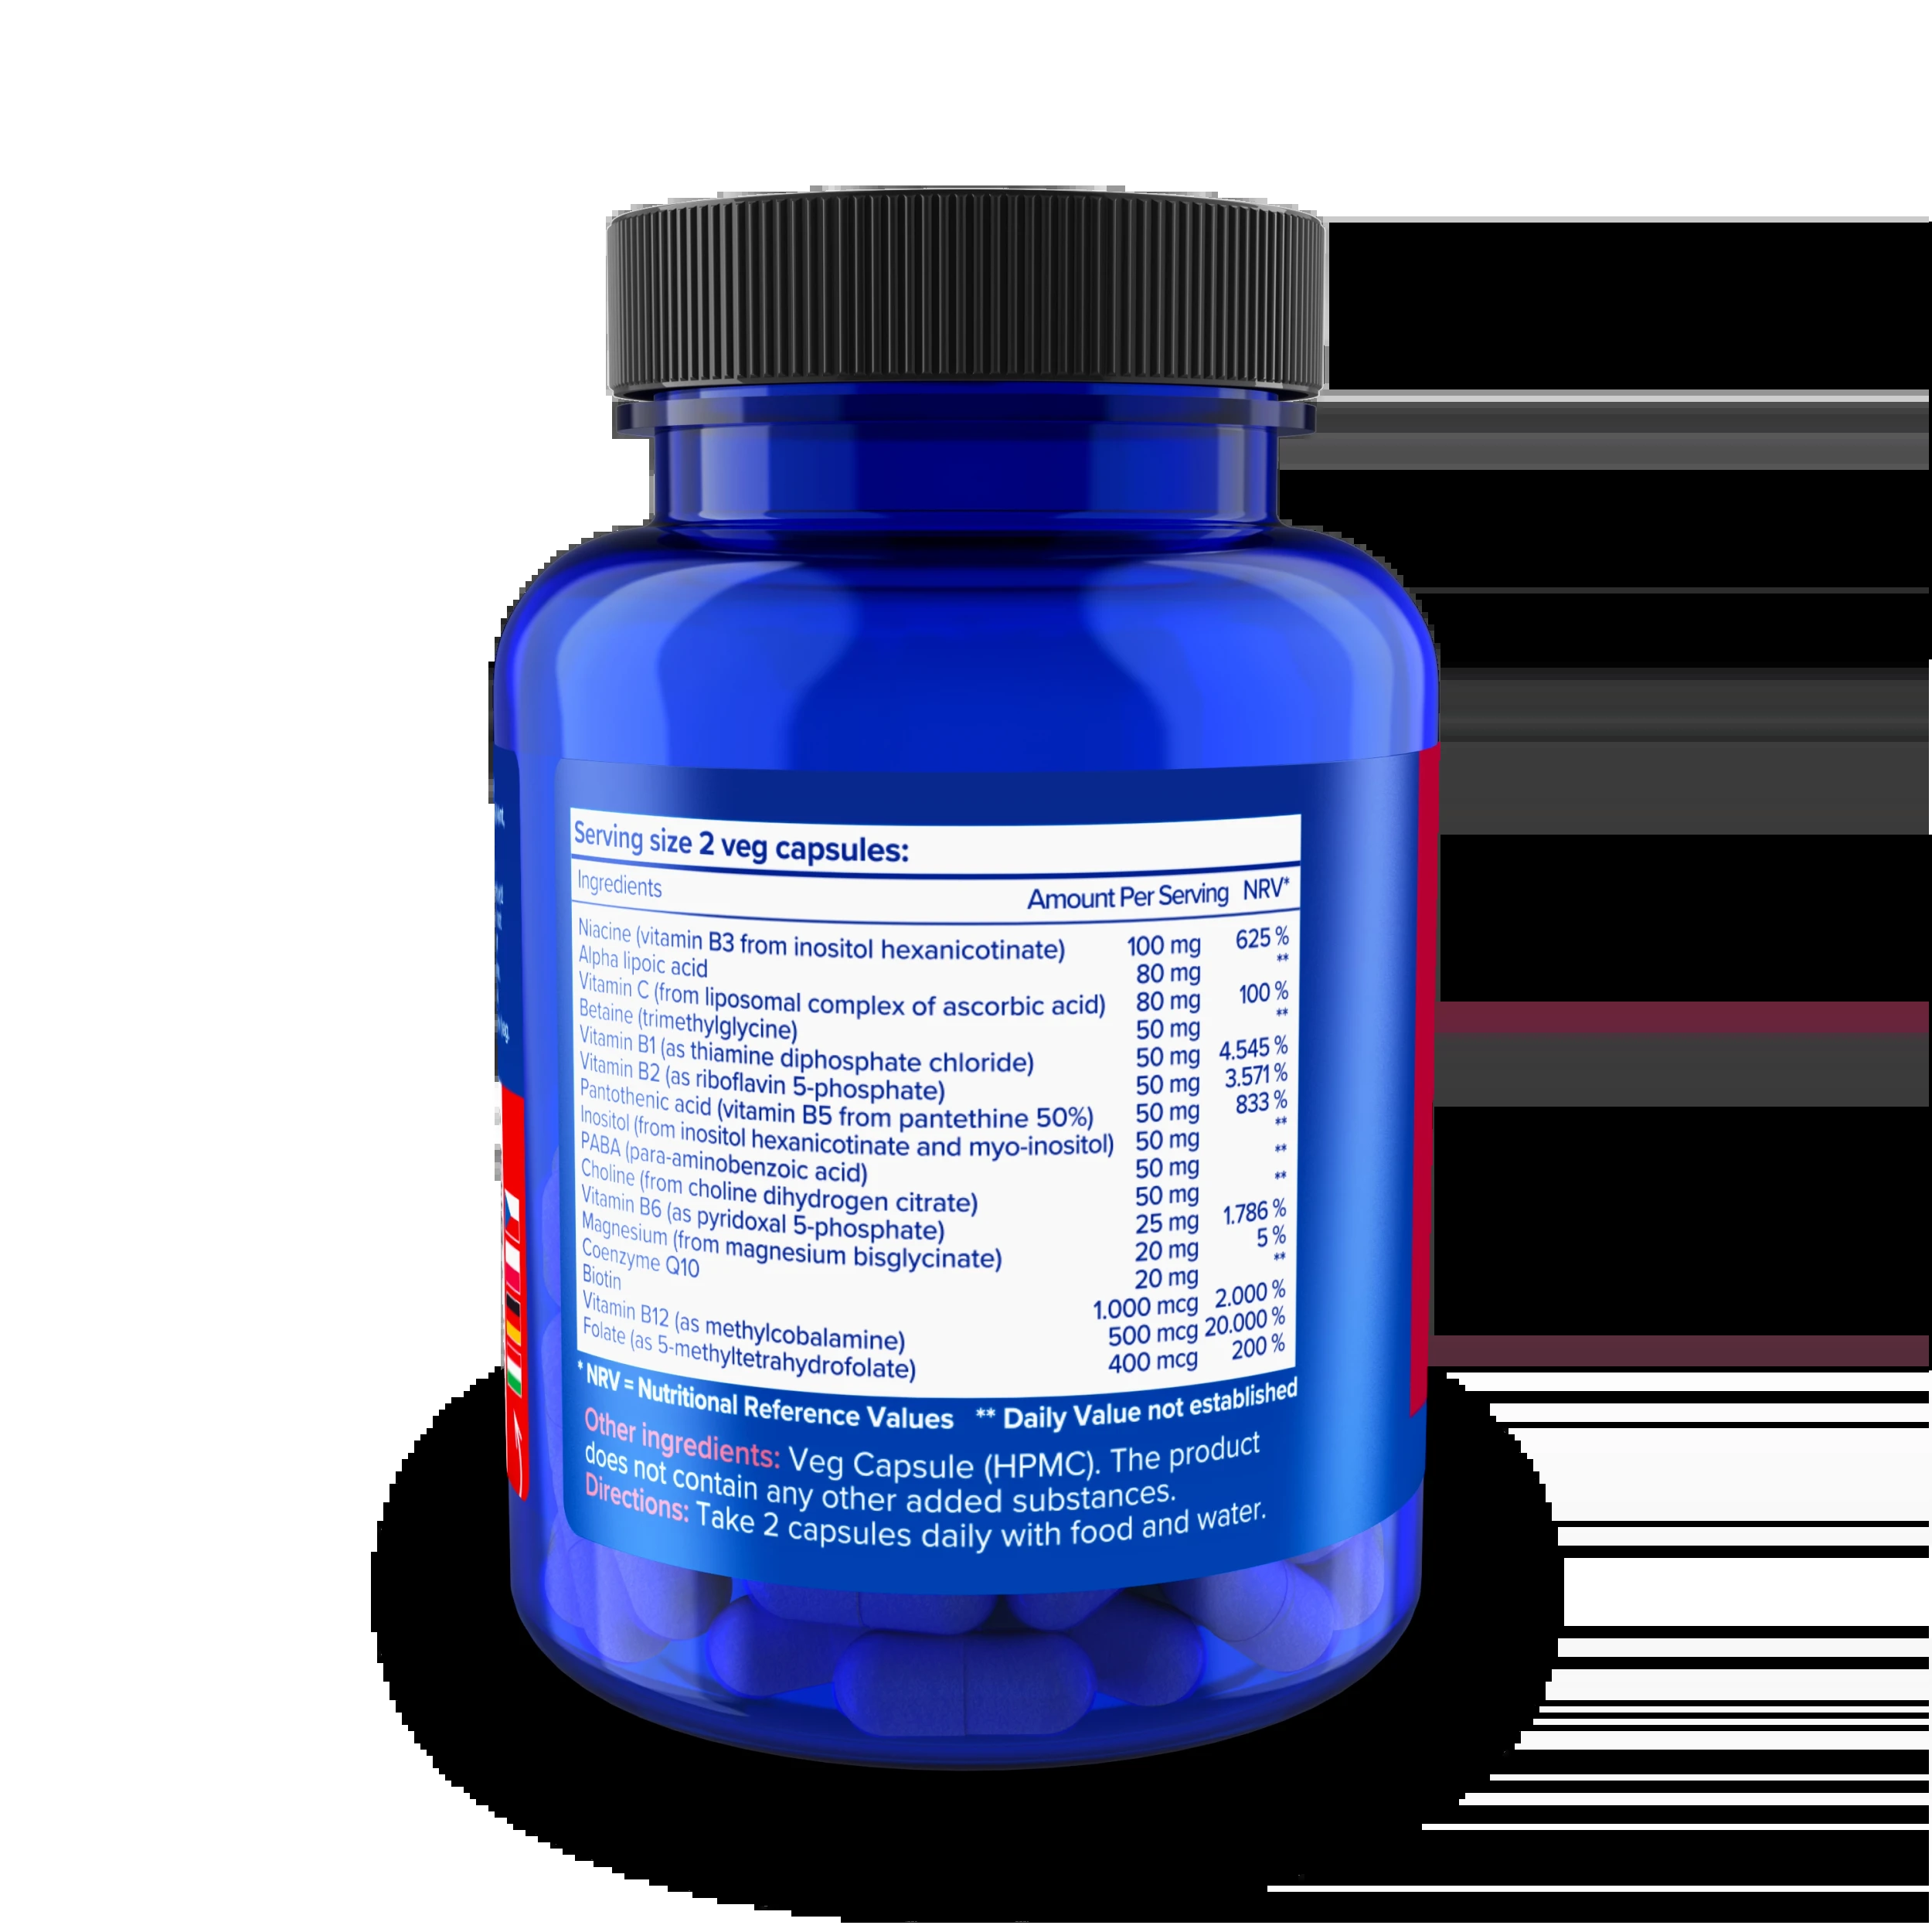 Serving size 2 veg capsules:
Ingredients Amount Per Serving NRV*
Niacine (vitamin B3 from inositol hexanicotinate) 100 mg 625 %
Alpha lipoic acid 80 mg **
Vitamin C (from liposomal complex of ascorbic acid) 80 mg 100 %
Betaine (trimethylglycine) 50 mg **
Vitamin B1 (as thiamine diphosphate chloride) 50 mg 4.545 %
Vitamin B2 (as riboflavin 5-phosphate) 50 mg 3.571 %
Pantothenic acid (vitamin B5 from pantethine 50%) 50 mg 833 %
Inositol (from inositol hexanicotinate and myo-inositol) 50 mg **
PABA (para-aminobenzoic acid) 50 mg **
Choline (from choline dihydrogen citrate) 50 mg **
Vitamin B6 (as pyridoxal 5-phosphate) 25 mg 1.786 %
Magnesium (from magnesium bisglycinate) 20 mg 5 %
Coenzyme Q10 20 mg **
Biotin 1.000 mcg 2.000 %
Vitamin B12 (as methylcobalamine) 500 mcg 20.000 %
Folate (as 5-methyltetrahydrofolate) 400 mcg 200 %
* NRV = Nutritional Reference Values ** Daily Value not established
Other ingredients: Veg Capsule (HPMC). The product
does not contain any other added substances.
Directions: Take 2 capsules daily with food and water.